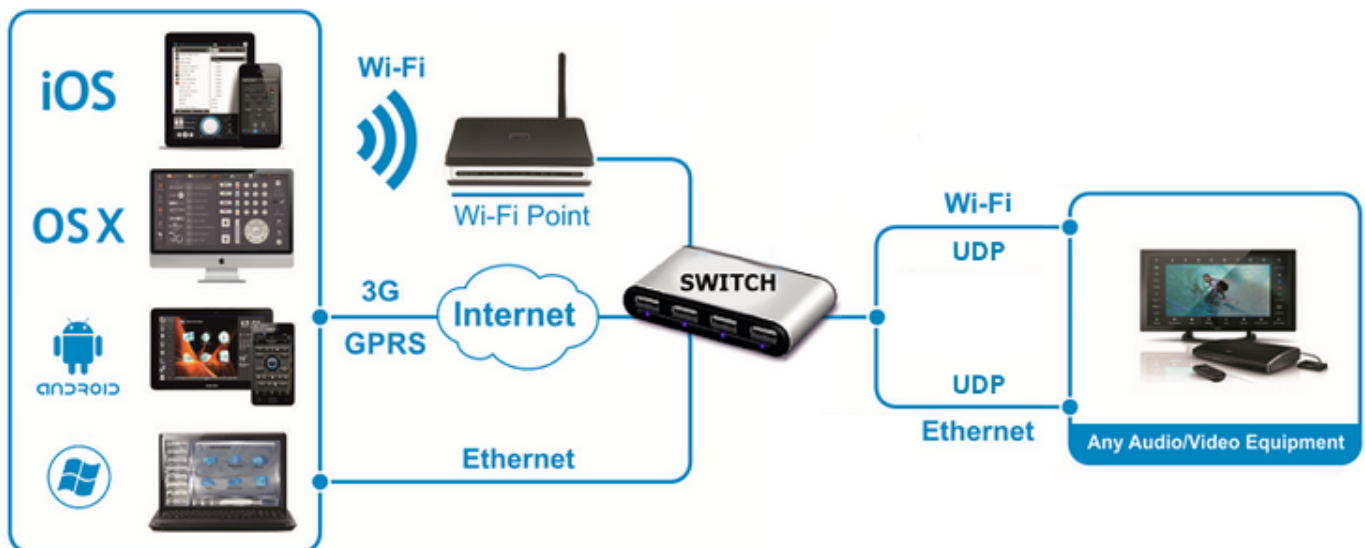 iOS
OS X
ANDROID
Wi-Fi
Wi-Fi Point
3G
GPRS
Internet
Ethernet
SWITCH
Wi-Fi
UDP
UDP
Ethernet
Any Audio/Video Equipment